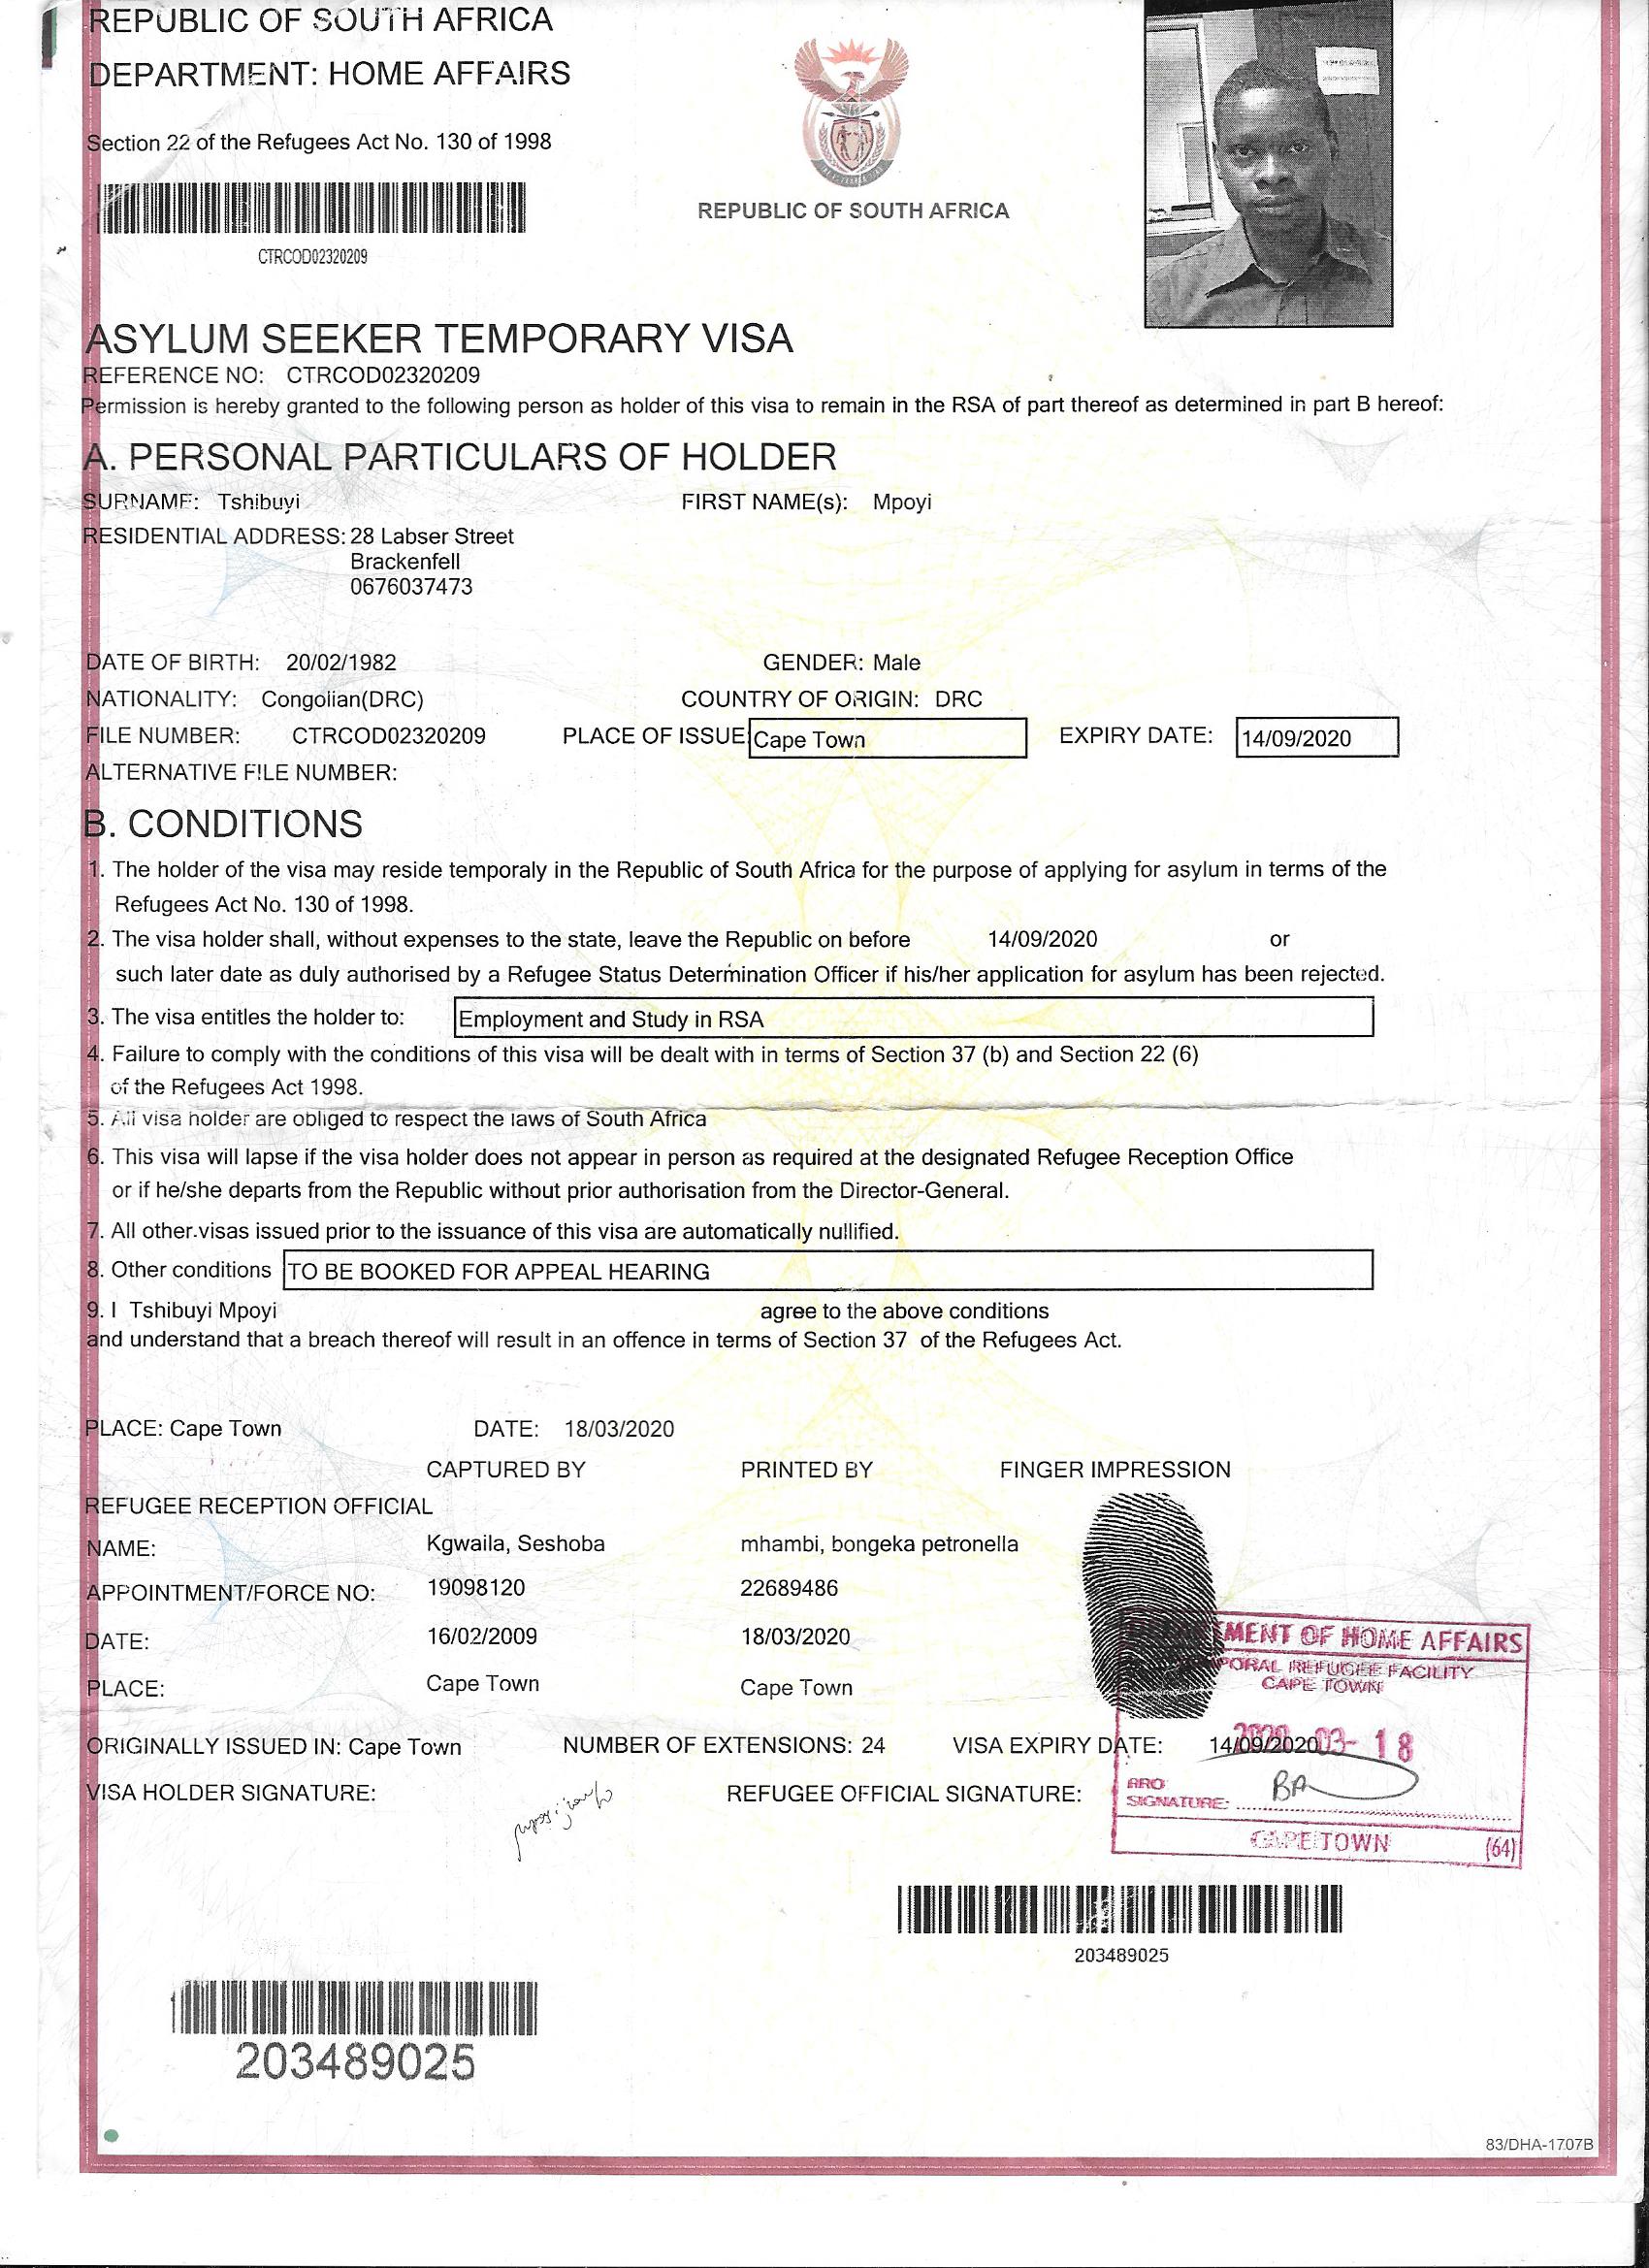 REPUBLIC OF SOUTH AFRICA
DEPARTMENT: HOME AFFAIRS
Section 22 of the Refugees Act No. 130 of 1998
CTRCOD02320209
REPUBLIC OF SOUTH AFRICA
ASYLUM SEEKER TEMPORARY VISA
REFERENCE NO: CTRCOD02320209
Permission is hereby granted to the following person as holder of this visa to remain in the RSA of part thereof as determined in part B hereof:
A. PERSONAL PARTICULARS OF HOLDER
SURNAME: Tshibuyi FIRST NAME(s): Mpoyi
RESIDENTIAL ADDRESS: 28 Labser Street
Brackenfell
0676037473
DATE OF BIRTH: 20/02/1982 GENDER: Male
NATIONALITY: Congolian(DRC) COUNTRY OF ORIGIN: DRC
FILE NUMBER: CTRCOD02320209 PLACE OF ISSUE Cape Town EXPIRY DATE: 14/09/2020
ALTERNATIVE FILE NUMBER:
B. CONDITIONS
1. The holder of the visa may reside temporaly in the Republic of South Africa for the purpose of applying for asylum in terms of the
Refugees Act No. 130 of 1998.
2. The visa holder shall, without expenses to the state, leave the Republic on before 14/09/2020 or
such later date as duly authorised by a Refugee Status Determination Officer if his/her application for asylum has been rejected.
3. The visa entitles the holder to: Employment and Study in RSA
4. Failure to comply with the conditions of this visa will be dealt with in terms of Section 37 (b) and Section 22 (6)
of the Refugees Act 1998.
5. All visa holder are obliged to respect the laws of South Africa
6. This visa will lapse if the visa holder does not appear in person as required at the designated Refugee Reception Office
or if he/she departs from the Republic without prior authorisation from the Director-General.
7. All other visas issued prior to the issuance of this visa are automatically nullified.
8. Other conditions TO BE BOOKED FOR APPEAL HEARING
9. I Tshibuyi Mpoyi agree to the above conditions
and understand that a breach thereof will result in an offence in terms of Section 37 of the Refugees Act.
PLACE: Cape Town DATE: 18/03/2020
CAPTURED BY PRINTED BY FINGER IMPRESSION
REFUGEE RECEPTION OFFICIAL
NAME: Kgwaila, Seshoba mhambi, bongeka petronella
APPOINTMENT/FORCE NO: 19098120 22689486
DATE: 16/02/2009 18/03/2020
PLACE: Cape Town Cape Town
MENT OF HOME AFFAIRS
PORAL REFUGEE FACILITY
CAPE TOWN
ORIGINALLY ISSUED IN: Cape Town NUMBER OF EXTENSIONS: 24 VISA EXPIRY DATE: 14/09/2020
2020-03-18
VISA HOLDER SIGNATURE: REFUGEE OFFICIAL SIGNATURE:
RRO
SIGNATURE: BA
CAPE TOWN (64)
203489025
203489025
83/DHA-1707B